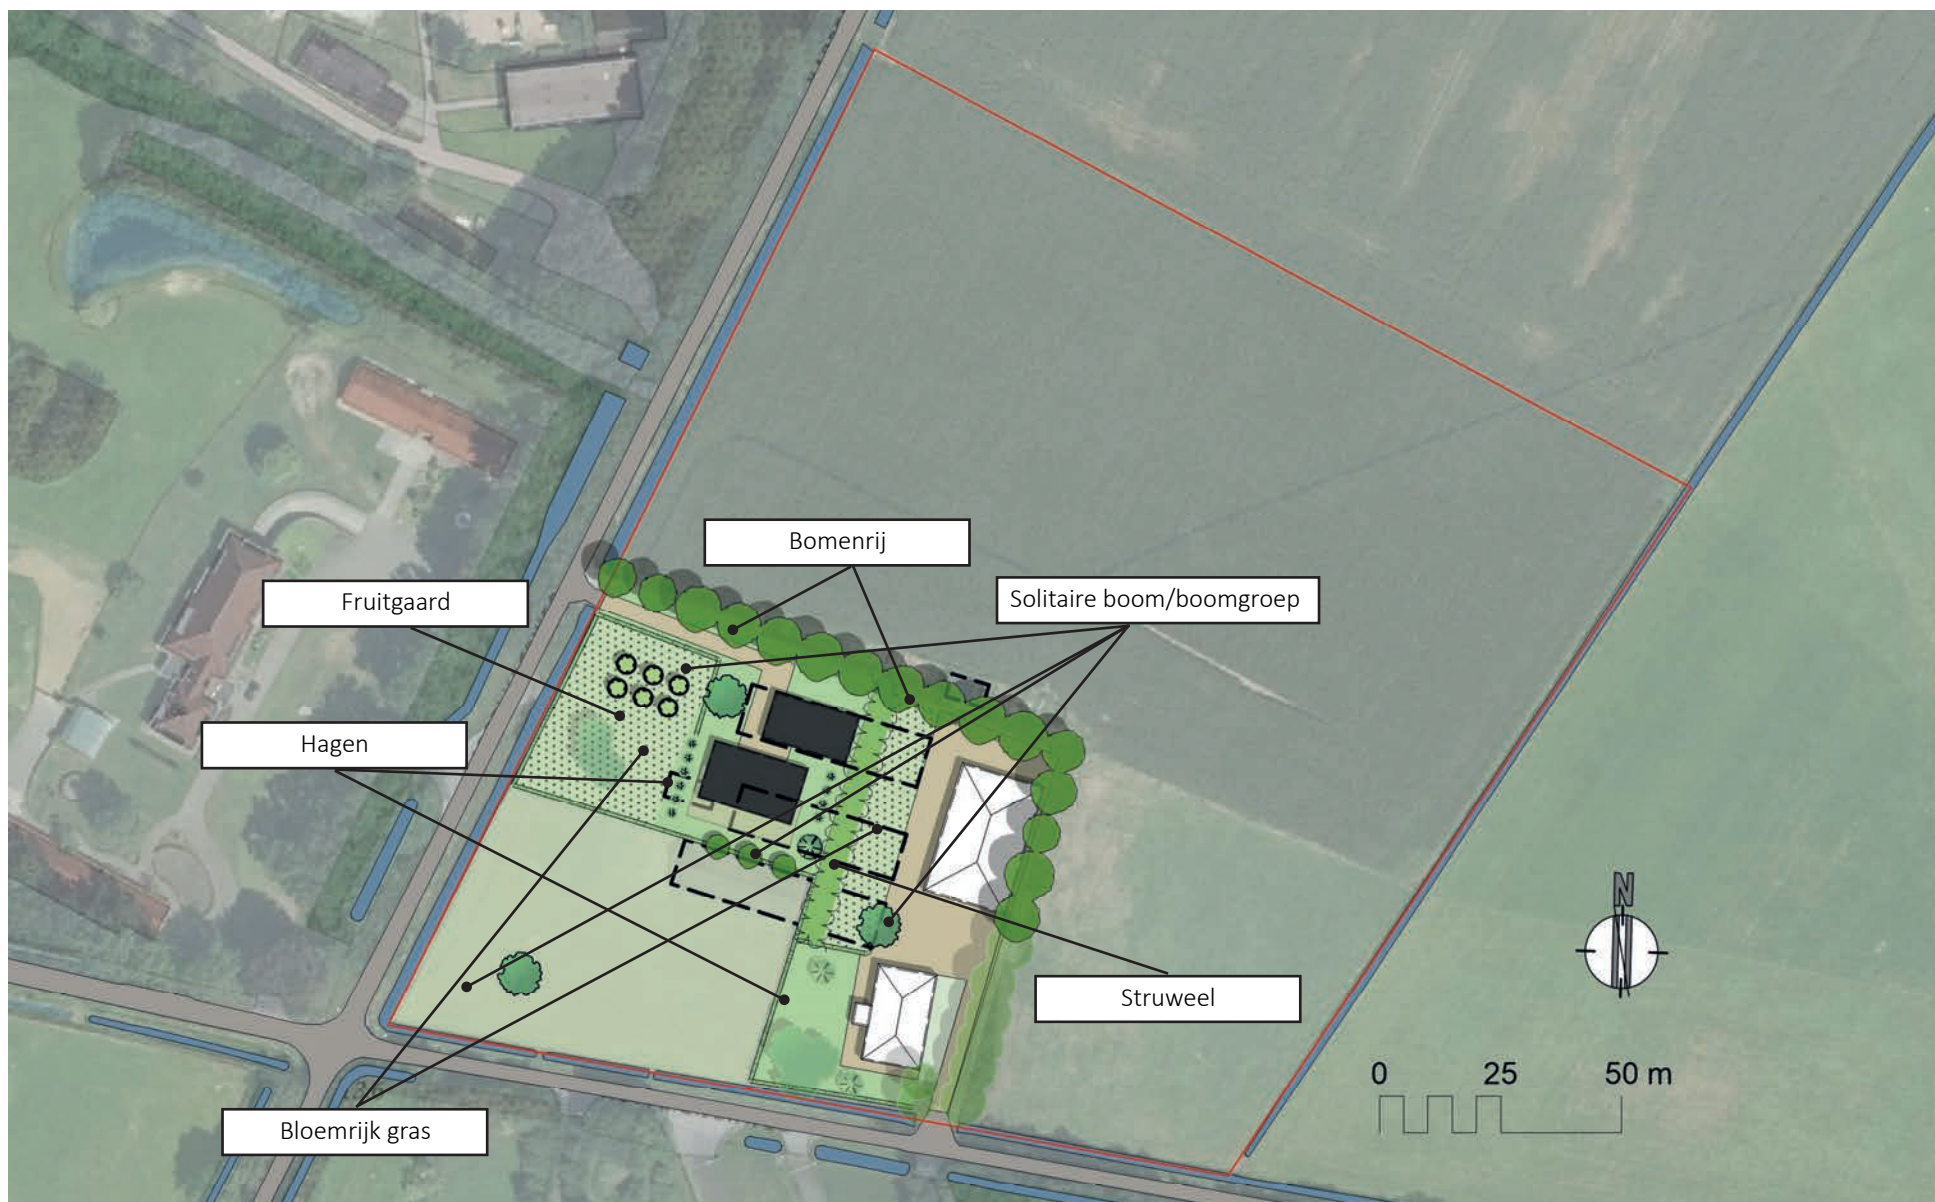 Bomenrij
Fruitgaard
Solitaire boom/boomgroep
Hagen
N
Struweel
0 25 50 m
Bloemrijk gras